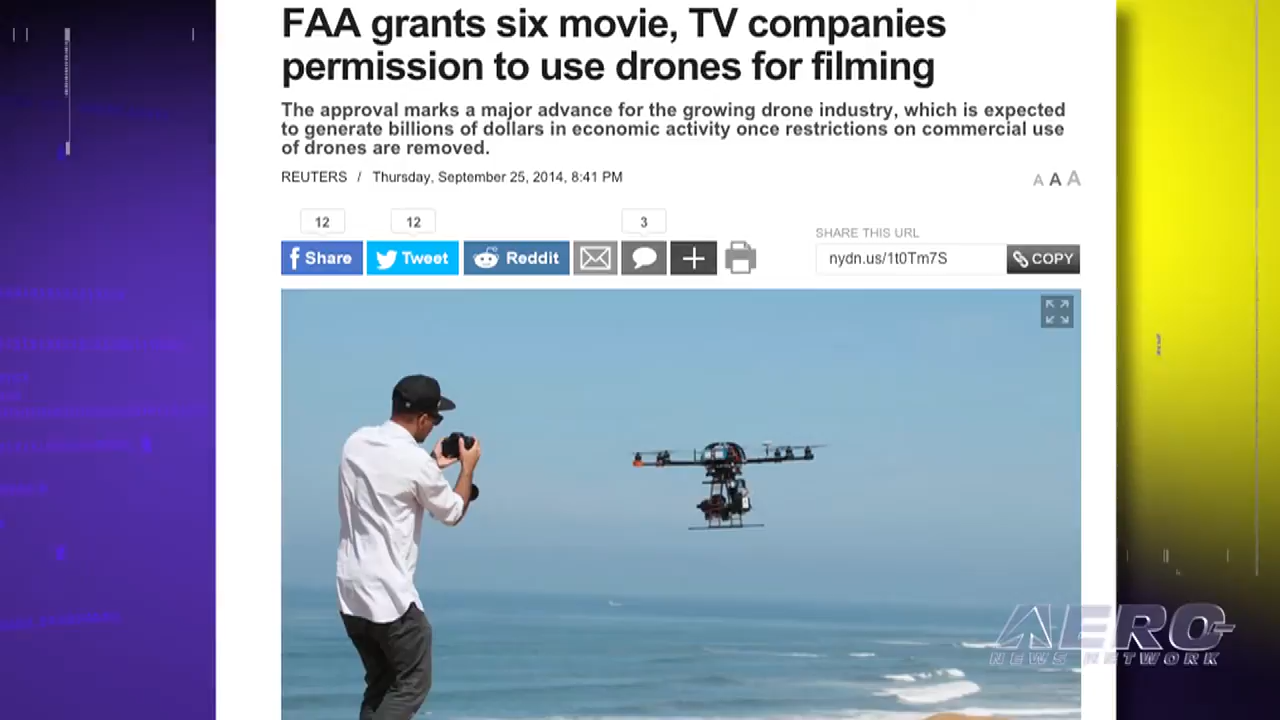 FAA grants six movie, TV companies
permission to use drones for filming
The approval marks a major advance for the growing drone industry, which is expected
to generate billions of dollars in economic activity once restrictions on commercial use
of drones are removed.
REUTERS / Thursday, September 25, 2014, 8:41 PM
A A A
12 12 3
SHARE THIS URL
Share Tweet Reddit nydn.us/1t0Tm7S COPY
AERO-
NEWS NETWORK